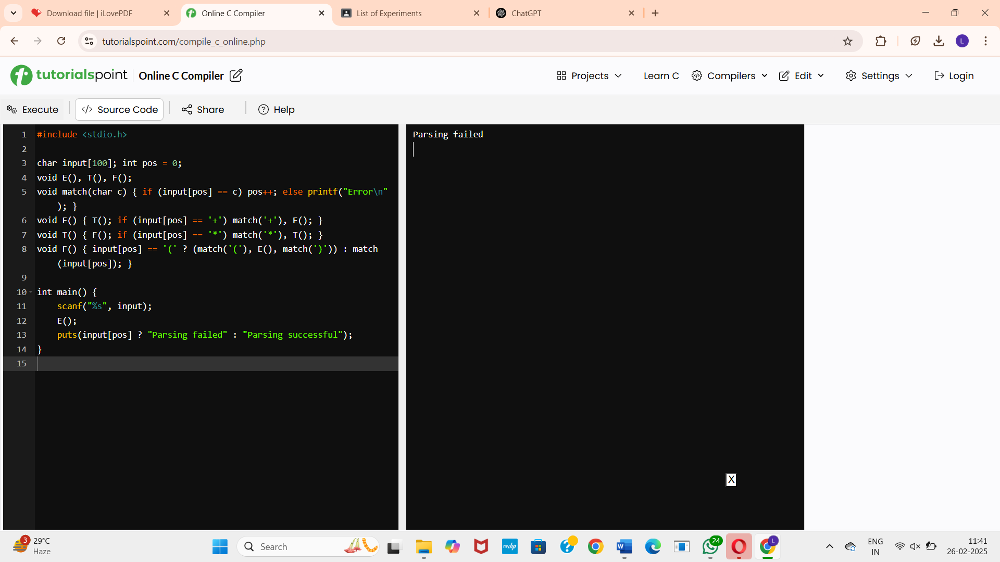 Download file | iLovePDF
Online C Compiler
List of Experiments
ChatGPT
tutorialspoint.com/compile_c_online.php
L
tutorialspoint
Online C Compiler
Projects
Learn C
Compilers
Edit
Settings
Login
Execute
</> Source Code
Share
Help
1 #include <stdio.h>
2
3 char input[100]; int pos = 0;
4 void E(), T(), F();
5 void match(char c) { if (input[pos] == c) pos++; else printf("Error\n"
); }
6 void E() { T(); if (input[pos] == '+') match('+'), E(); }
7 void T() { F(); if (input[pos] == '*') match('*'), T(); }
8 void F() { input[pos] == '(' ? (match('('), E(), match(')')) : match
(input[pos]); }
9
10 int main() {
11 scanf("%s", input);
12 E();
13 puts(input[pos] ? "Parsing failed" : "Parsing successful");
14 }
15
Parsing failed
X
3
29°C
Haze
Search
myhp
W
24
L
ENG
IN
11:41
26-02-2025